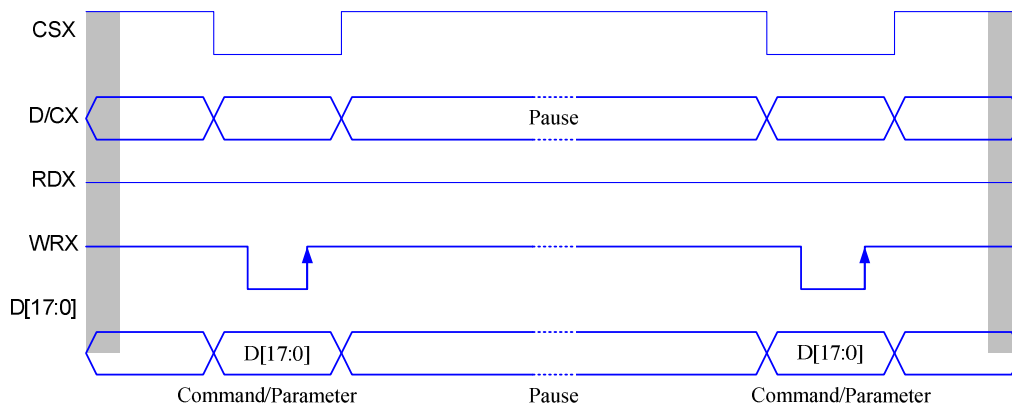 CSX
D/CX
Pause
RDX
WRX
D[17:0]
D[17:0] D[17:0]
Command/Parameter Pause Command/Parameter